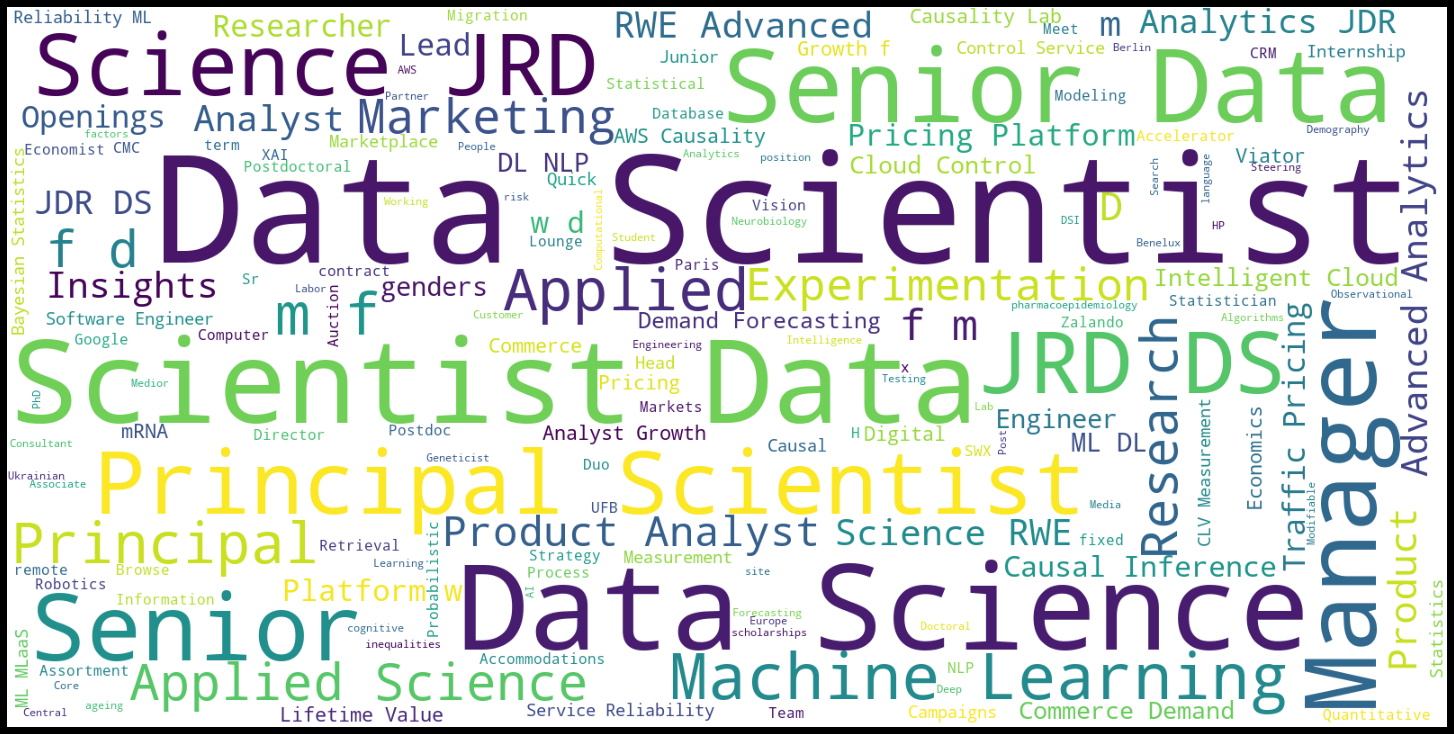 Reliability ML
Researcher
Migration
RWE Advanced
Causality Lab
Meet
m
Analytics JDR
Science JRD
Lead
AWS
Junior
Growth f
Control Service
Berlin
CRM
Internship
Statistical
Senior Data
Partner
Modeling
Openings
Analyst
Marketing
Database
factors
AWS Causality
Pricing Platform
Accelerator
Demography
Economist
CMC
term
XAI
Marketplace
People
DL NLP
Analytics
position
Cloud Control
Viator
Steering
Postdoctoral
Quick
Data Scientist
Search
language
Bayesian Statistics
JDR DS
Working
risk
Computational
Vision
Neurobiology
DSI
D
HP
f d
w d
Lounge
Student
Benelux
Advanced Analytics
Insights
Sr
contract
Labor
genders
Paris
Applied
Experimentation
Intelligent Cloud
Observational
m f
Auction
Customer
pharmacoepidemiology
Statistician
Software Engineer
Demand Forecasting
f m
Zalando
Algorithms
Google
Computer
Commerce
Engineering
Intelligence
Scientist Data
JRD DS
Head
x
Pricing
Testing
Medior
PhD
Markets
Lab
Research
Traffic Pricing
Manager
mRNA
Director
Postdoc
Analyst Growth
Causal
H
Digital
Engineer
Post
ML DL
CLV Measurement
Economics
Consultant
Geneticist
Duo
SWX
Ukrainian
Associate
Principal Scientist
UFB
Media
Modifiable
Principal
Retrieval
Probabilistic
Product Analyst
Science RWE
fixed
Product
remote
Browse
Learning
Strategy
Measurement
Causal Inference
Robotics
Process
site
Information
Platform w
AI
Data Science
Statistics
Senior
cognitive
Forecasting
Europe
Doctoral
inequalities
scholarships
ML MLaaS
Assortment
Accommodations
Core
Applied Science
Machine Learning
NLP
Deep
ageing
Central
Lifetime Value
Service Reliability
Team
Campaigns
Commerce Demand
Quantitative